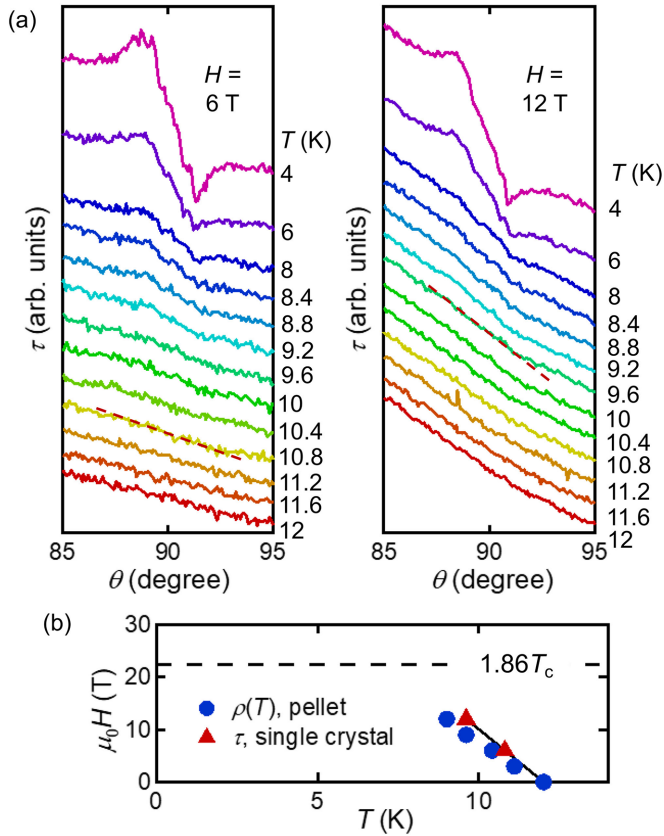 (a)
H =
6 T
T (K)
4
6
8
8.4
8.8
9.2
9.6
10
10.4
10.8
11.2
11.6
12
τ (arb. units)
85
90
95
θ (degree)
H =
12 T
T (K)
4
6
8
8.4
8.8
9.2
9.6
10
10.4
10.8
11.2
11.6
12
τ (arb. units)
85
90
95
θ (degree)
(b)
30
20
10
0
μ0H (T)
1.86Tc
ρ(T), pellet
τ, single crystal
0
5
10
T (K)